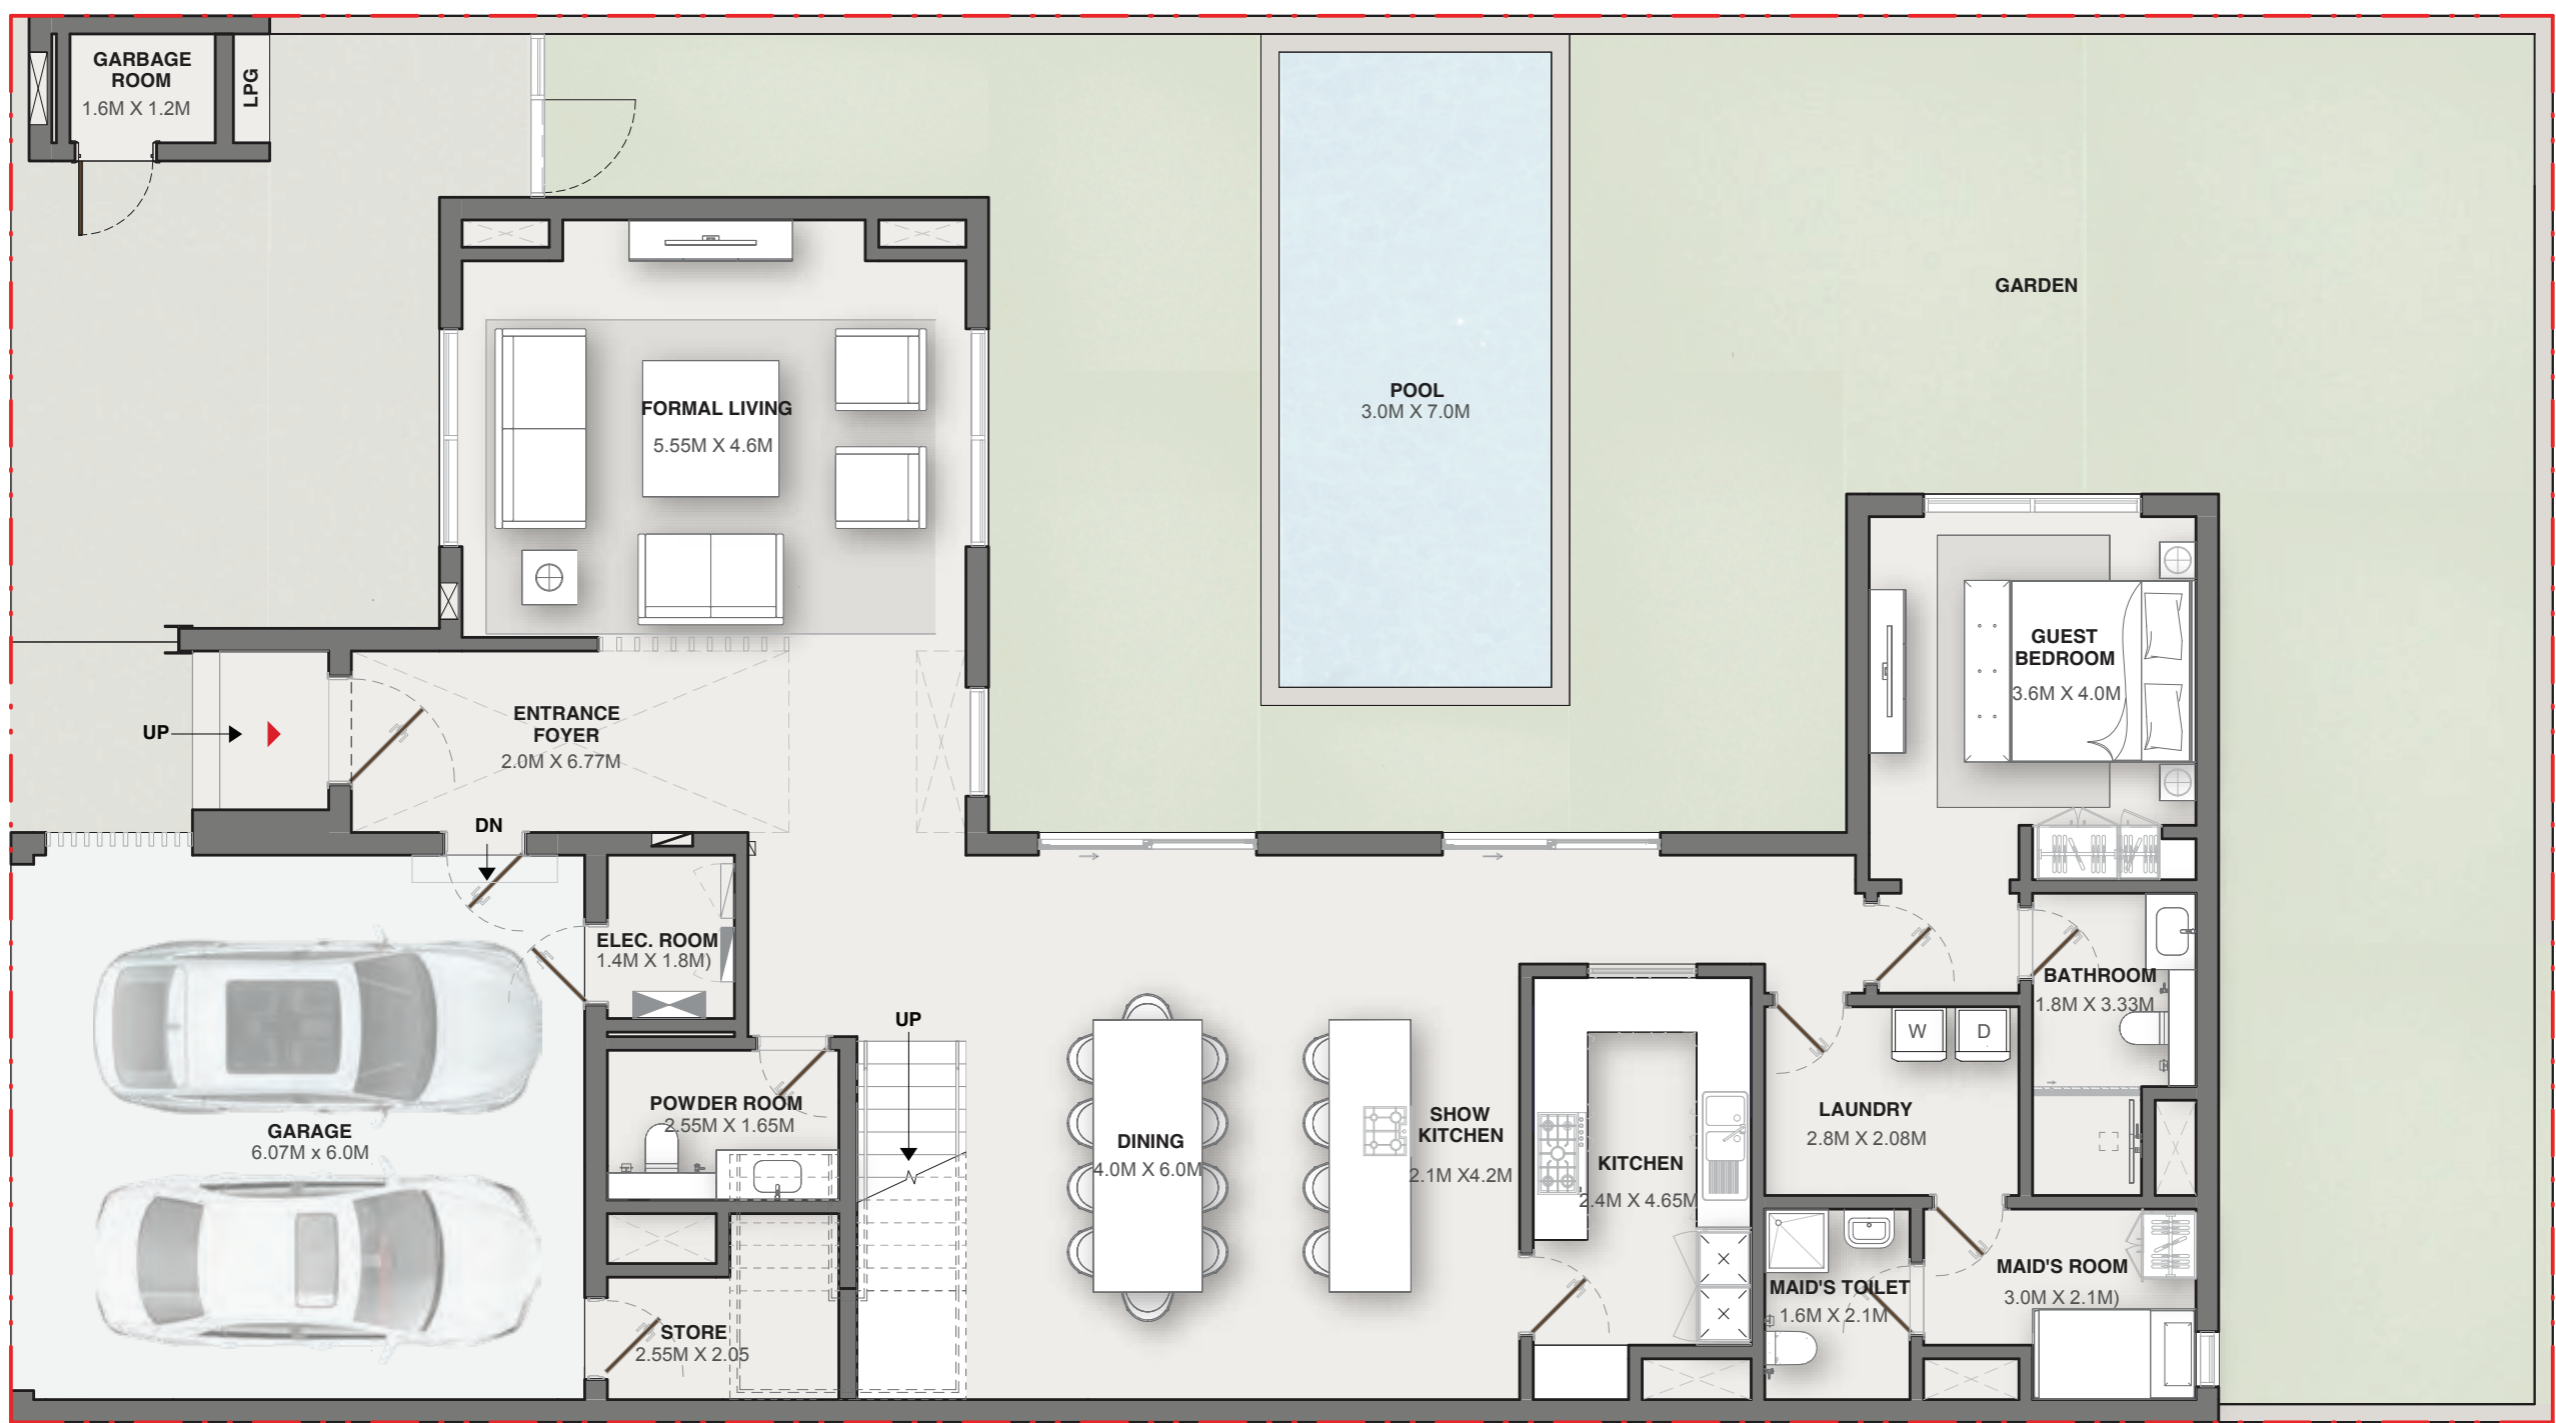 GARBAGE
ROOM
1.6M X 1.2M
LPG
FORMAL LIVING
5.55M X 4.6M
POOL
3.0M X 7.0M
GARDEN
GUEST
BEDROOM
3.6M X 4.0M
UP
ENTRANCE
FOYER
2.0M X 6.77M
DN
ELEC. ROOM
1.4M X 1.8M)
UP
BATHROOM
1.8M X 3.33M
W
D
POWDER ROOM
2.55M X 1.65M
GARAGE
6.07M x 6.0M
DINING
4.0M X 6.0M
SHOW
KITCHEN
2.1M X4.2M
KITCHEN
2.4M X 4.65M
LAUNDRY
2.8M X 2.08M
MAID'S TOILET
1.6M X 2.1M
MAID'S ROOM
3.0M X 2.1M)
STORE
2.55M X 2.05